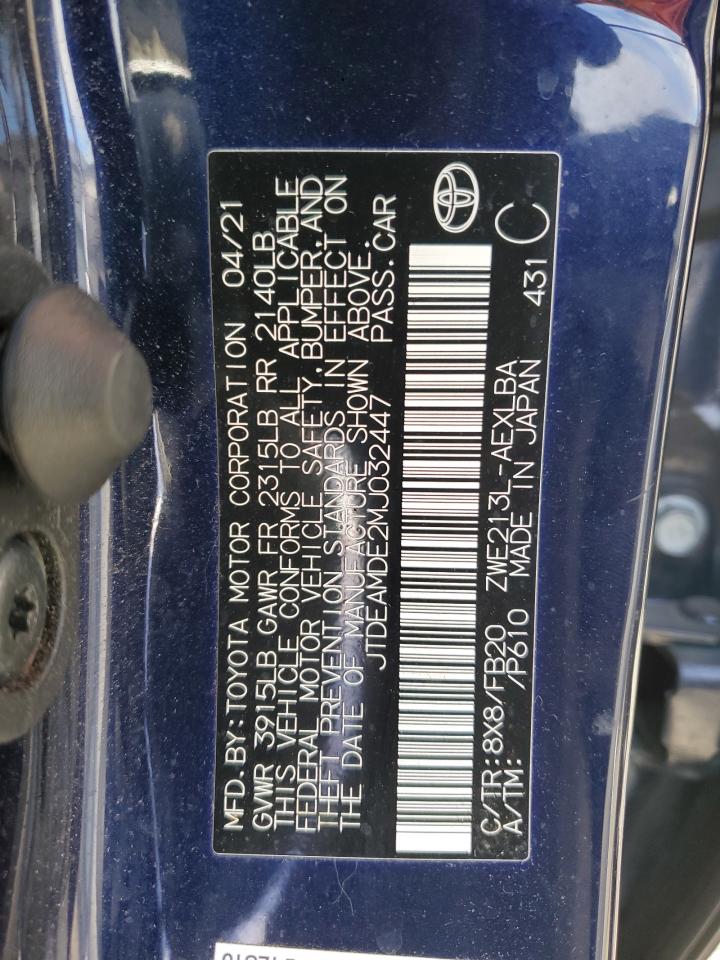 MFD.BY:TOYOTA MOTOR CORPORATION 04/21
GVWR 3915LB GAWR FR 2315LB RR 2140LB
THIS VEHICLE CONFORMS TO ALL APPLICABLE
FEDERAL MOTOR VEHICLE SAFETY,BUMPER,AND
THEFT PREVENTION STANDARDS IN EFFECT ON
THE DATE OF MANUFACTURE SHOWN ABOVE.
JTDEAMDE2MJ032447 PASS.CAR
C/TR:8X8/FB20 ZWE213L-AEXLBA 431 C
A/TM: /P610 MADE IN JAPAN